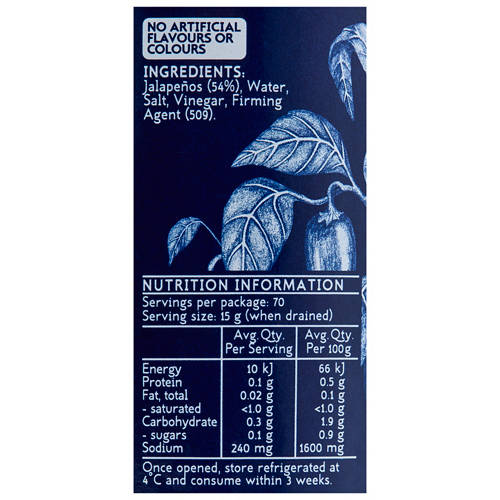 NO ARTIFICIAL
FLAVOURS OR
COLOURS
INGREDIENTS:
Jalapeños (54%), Water,
Salt, Vinegar, Firming
Agent (509).
NUTRITION INFORMATION
Servings per package: 70
Serving size: 15 g (when drained)
Avg. Qty. Avg. Qty.
Per Serving Per 100g
Energy 10 kJ 66 kJ
Protein 0.1 g 0.5 g
Fat, total 0.02 g 0.1 g
- saturated <1.0 g <1.0 g
Carbohydrate 0.3 g 1.9 g
- sugars 0.1 g 0.9 g
Sodium 240 mg 1600 mg
Once opened, store refrigerated at
4°C and consume within 3 weeks.